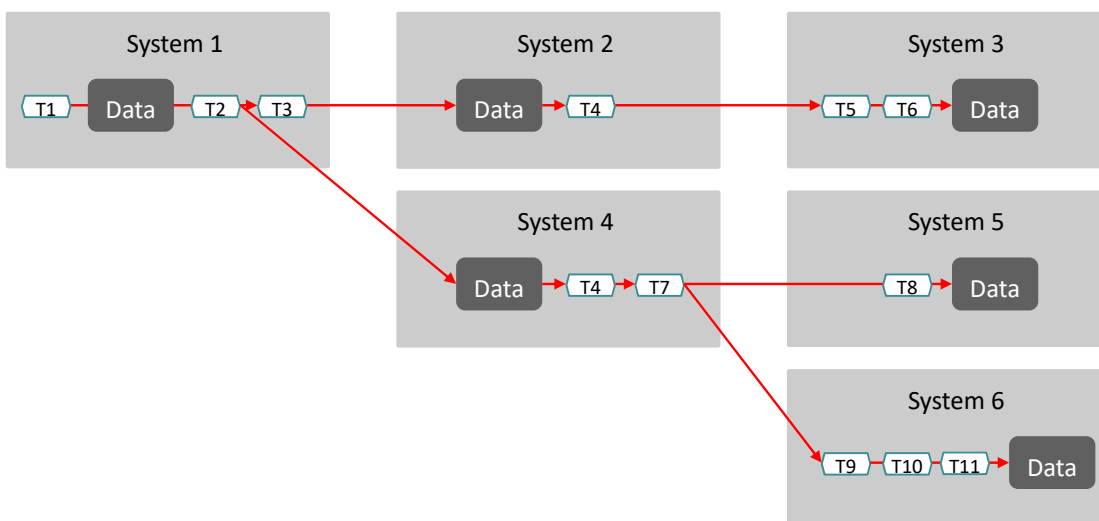 System 1
T1
Data
T2
T3
System 2
Data
T4
System 3
T5
T6
Data
System 4
Data
T4
T7
System 5
T8
Data
System 6
T9
T10
T11
Data